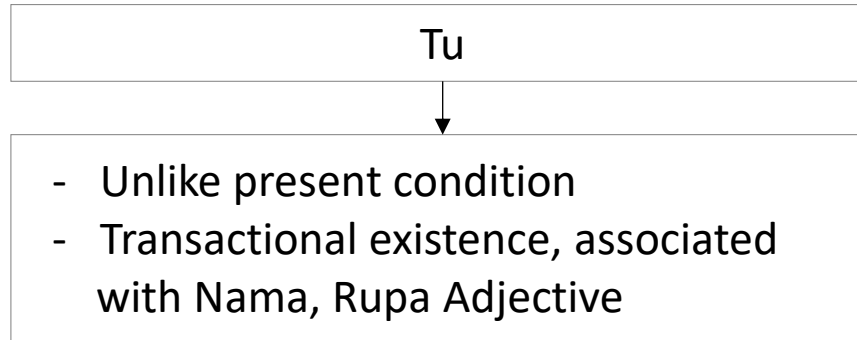 Tu
- Unlike present condition
- Transactional existence, associated
with Nama, Rupa Adjective